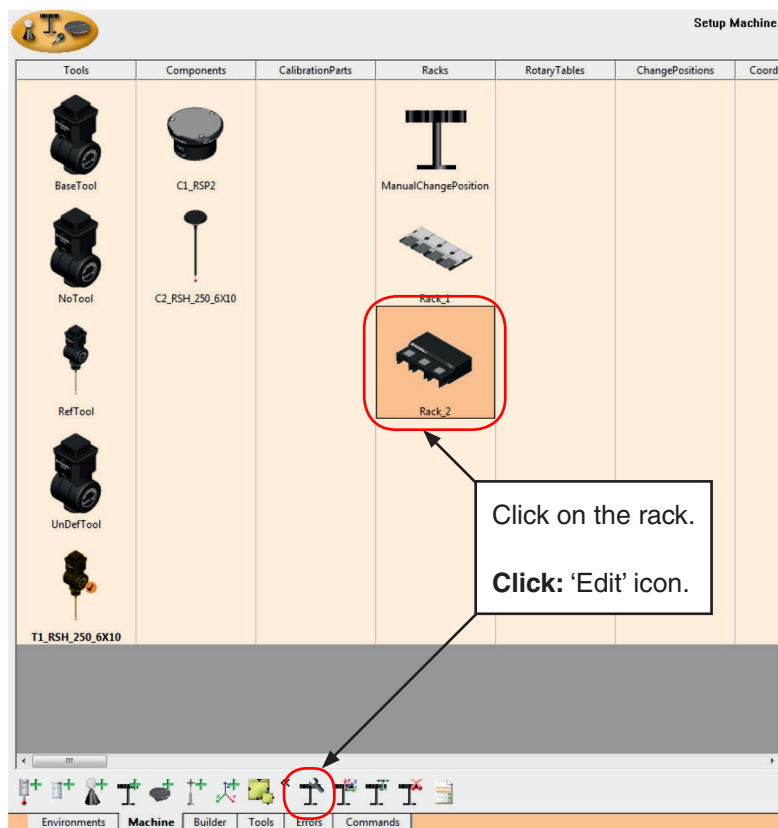 Setup Machine
Tools Components CalibrationParts Racks RotaryTables ChangePositions Coord
BaseTool C1_RSP2 ManualChangePosition
NoTool C2_RSH_250_6X10 Rack_1
RefTool Rack_2
UnDefTool
Click on the rack.
Click: ‘Edit’ icon.
T1_RSH_250_6X10
Environments Machine Builder Tools Errors Commands